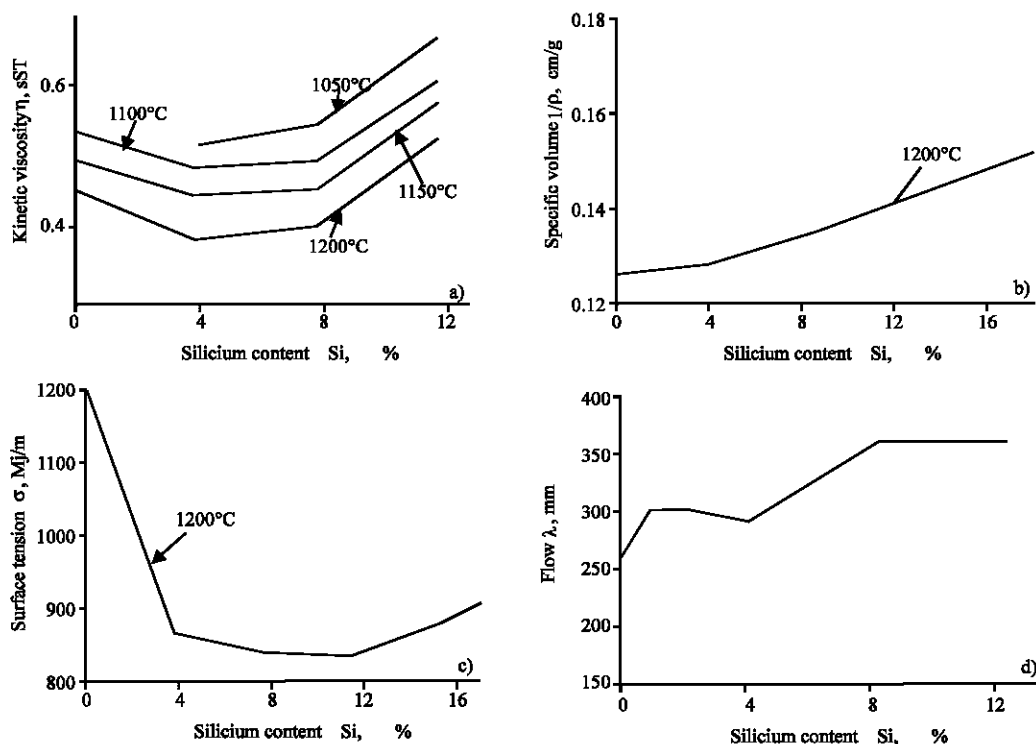 Kinetic viscosity η, sST
0.6
0.4
1100°C
1050°C
1150°C
1200°C
a)
0 4 8 12
Silicium content Si, %
Specific volume 1/ρ, cm/g
0.18
0.16
0.14
0.12
1200°C
b)
0 4 8 12 16
Silicium content Si, %
Surface tension σ, Mj/m
1200
1100
1000
900
800
1200°C
c)
0 4 8 12 16
Silicium content Si, %
Flow λ, mm
400
350
300
250
200
150
d)
0 4 8 12
Silicium content Si, %